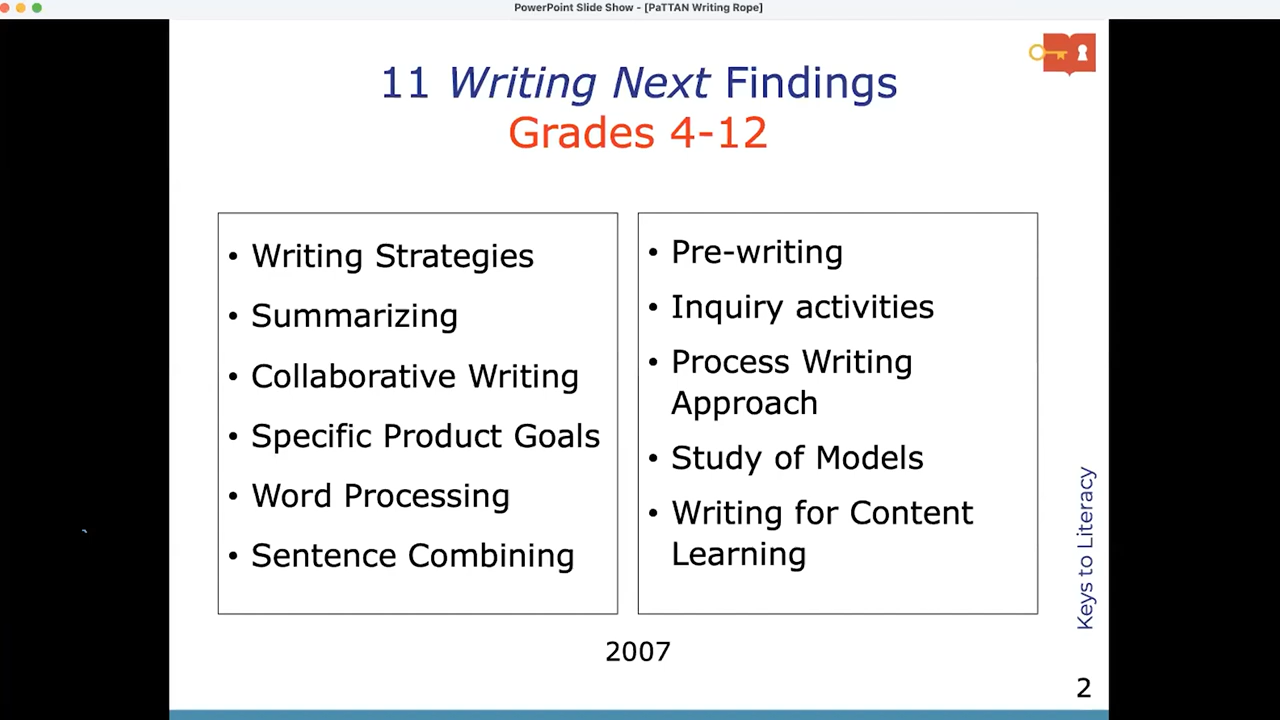 PowerPoint Slide Show - [PaTTAN Writing Rope]
11 Writing Next Findings
Grades 4-12
• Writing Strategies
• Summarizing
• Collaborative Writing
• Specific Product Goals
• Word Processing
• Sentence Combining
• Pre-writing
• Inquiry activities
• Process Writing
Approach
• Study of Models
• Writing for Content
Learning
2007
Keys to Literacy
2